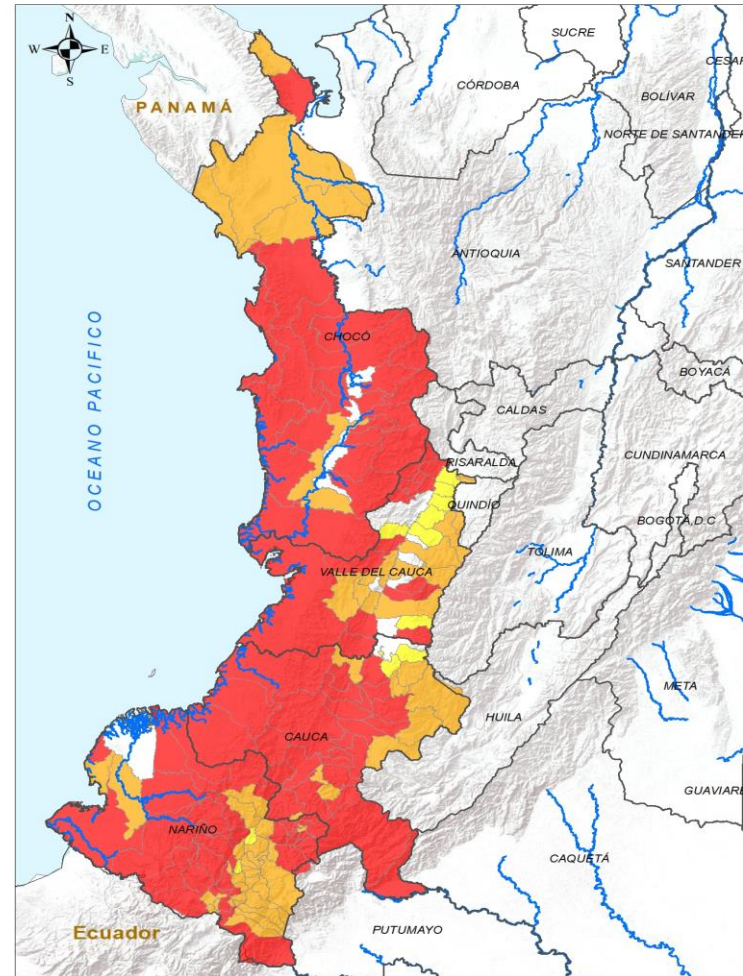 N
W E
S
SUCRE
CESAR
CÓRDOBA
BOLÍVAR
PANAMÁ
NORTE DE SANTANDER
ANTIOQUIA
SANTANDER
OCEANO PACIFICO
CHOCÓ
BOYACÁ
CALDAS
CUNDINAMARCA
RISARALDA
QUINDÍO
BOGOTÁ, D.C
TOLIMA
VALLE DEL CAUCA
META
HUILA
CAUCA
GUAVIARE
NARIÑO
CAQUETÁ
Ecuador
PUTUMAYO